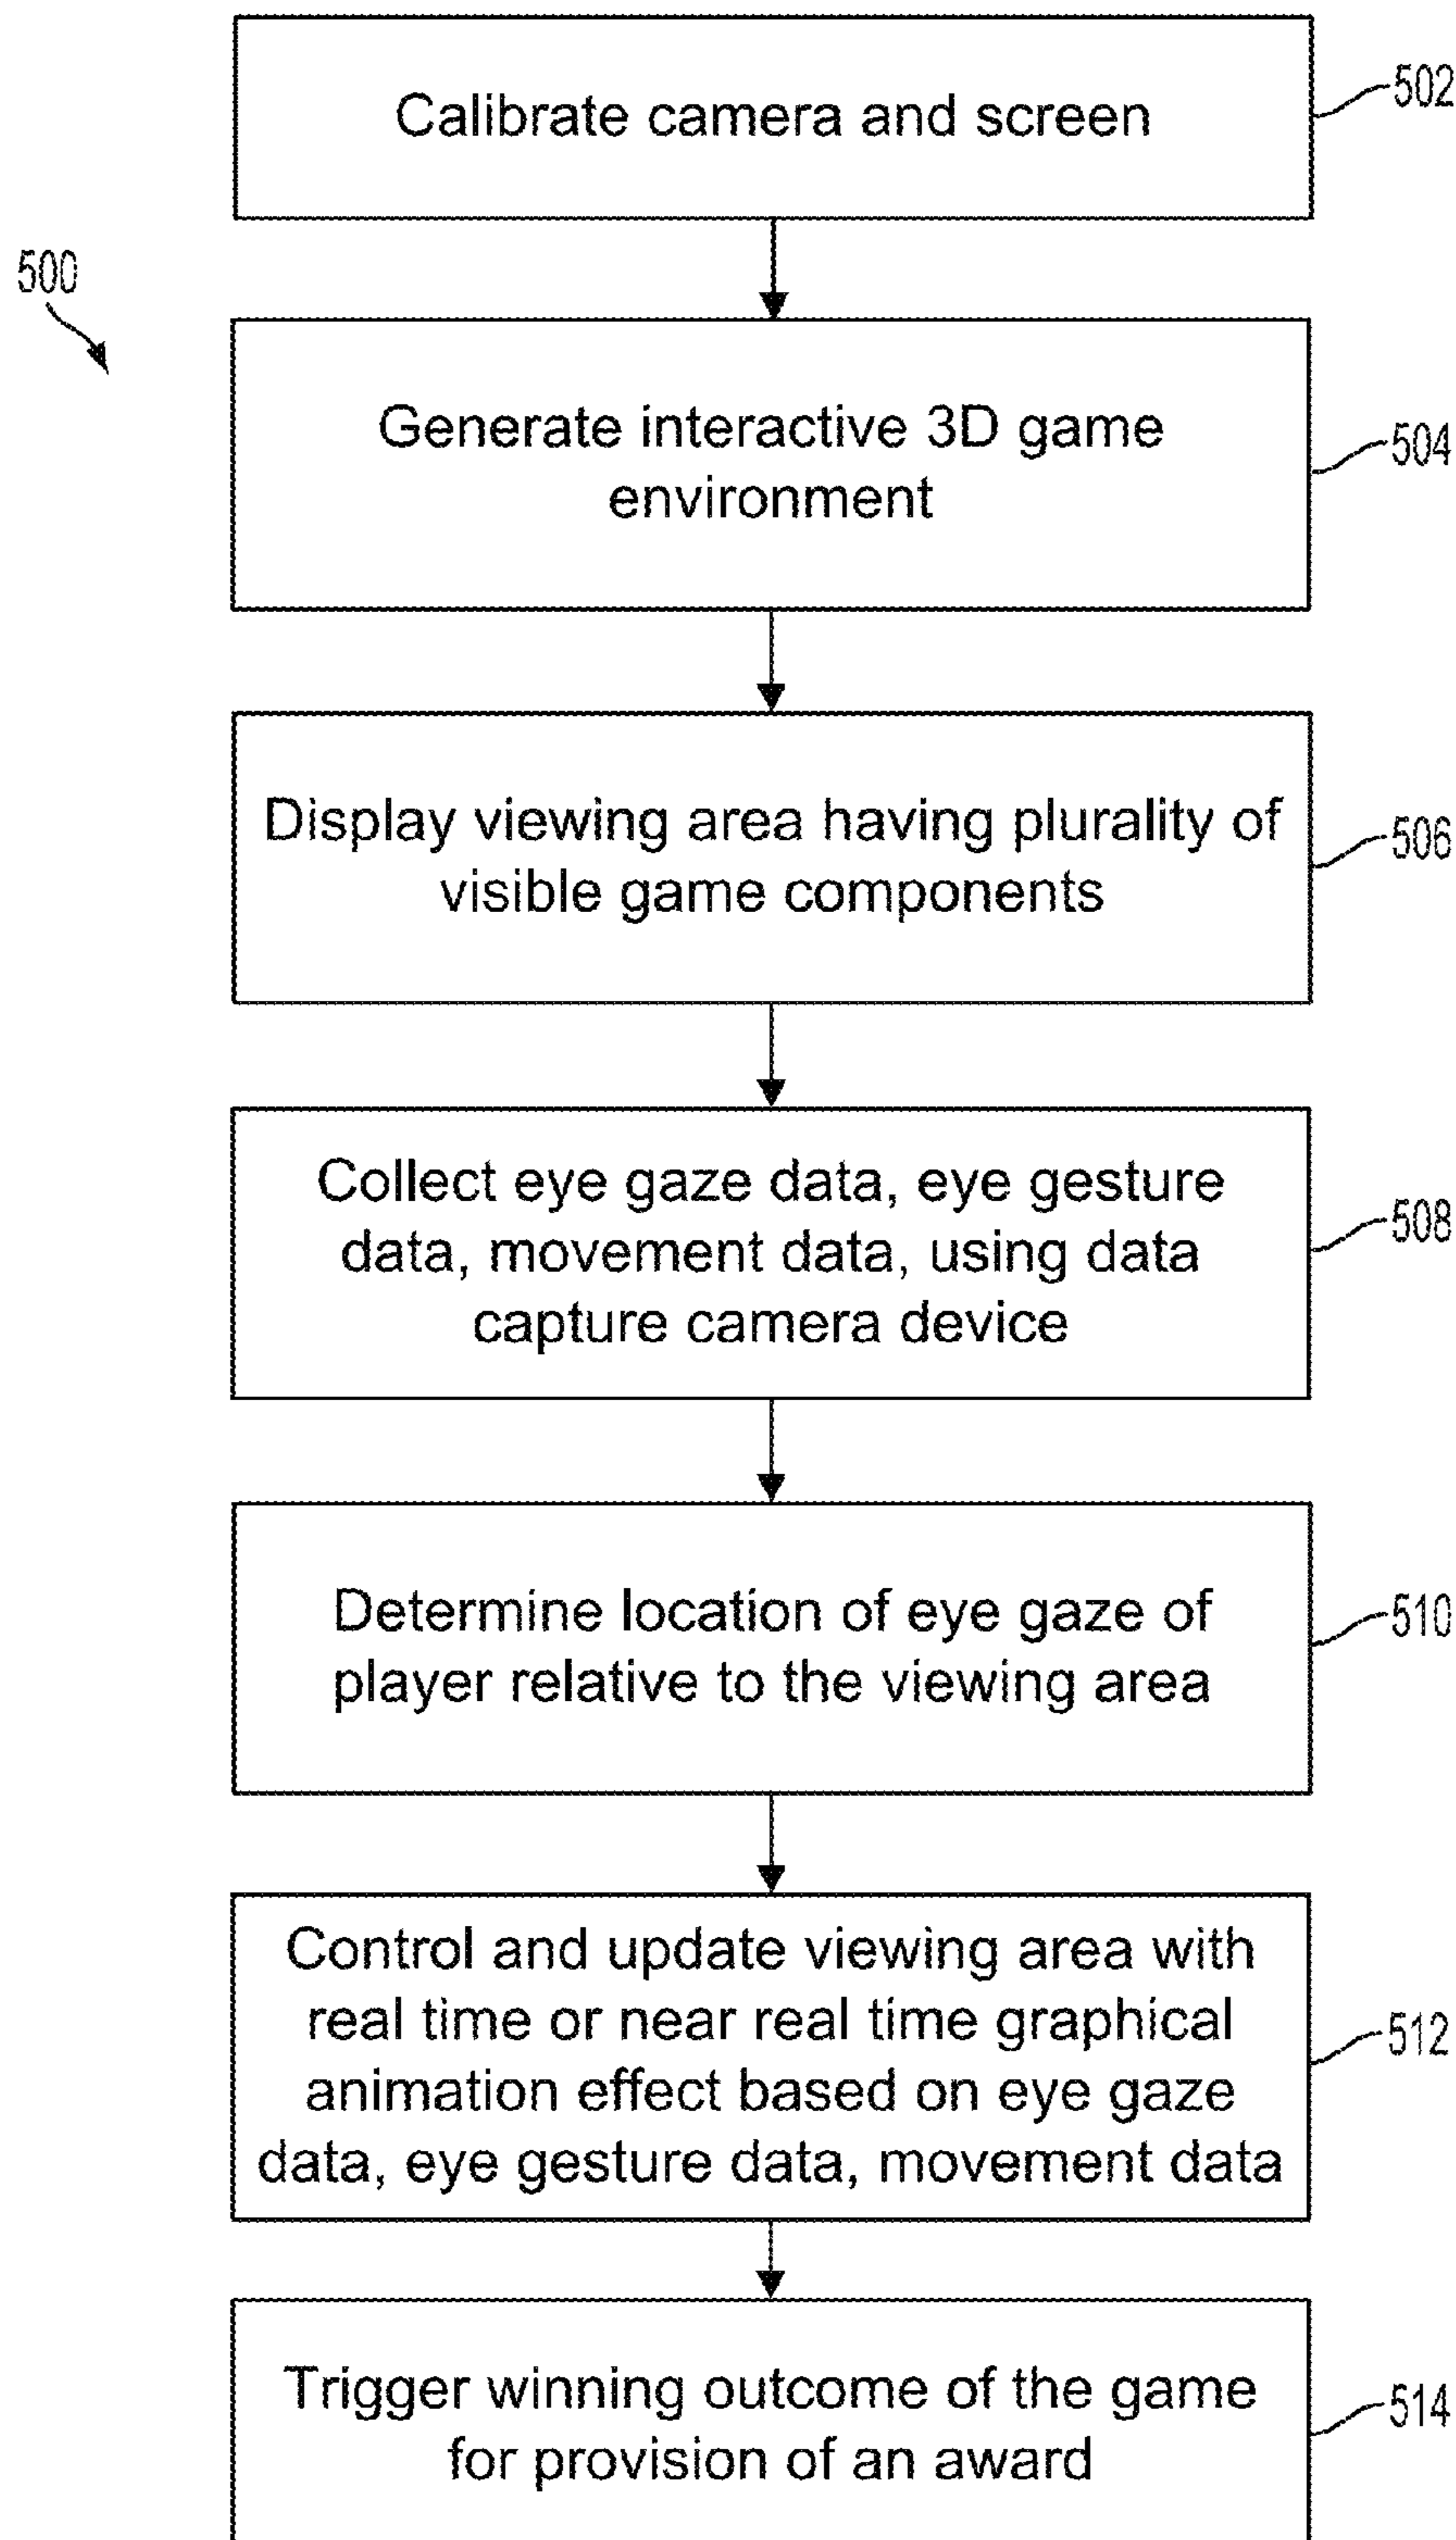 Calibrate camera and screen
502
500
Generate interactive 3D game
environment
504
Display viewing area having plurality of
visible game components
506
Collect eye gaze data, eye gesture
data, movement data, using data
capture camera device
508
Determine location of eye gaze of
player relative to the viewing area
510
Control and update viewing area with
real time or near real time graphical
animation effect based on eye gaze
data, eye gesture data, movement data
512
Trigger winning outcome of the game
for provision of an award
514